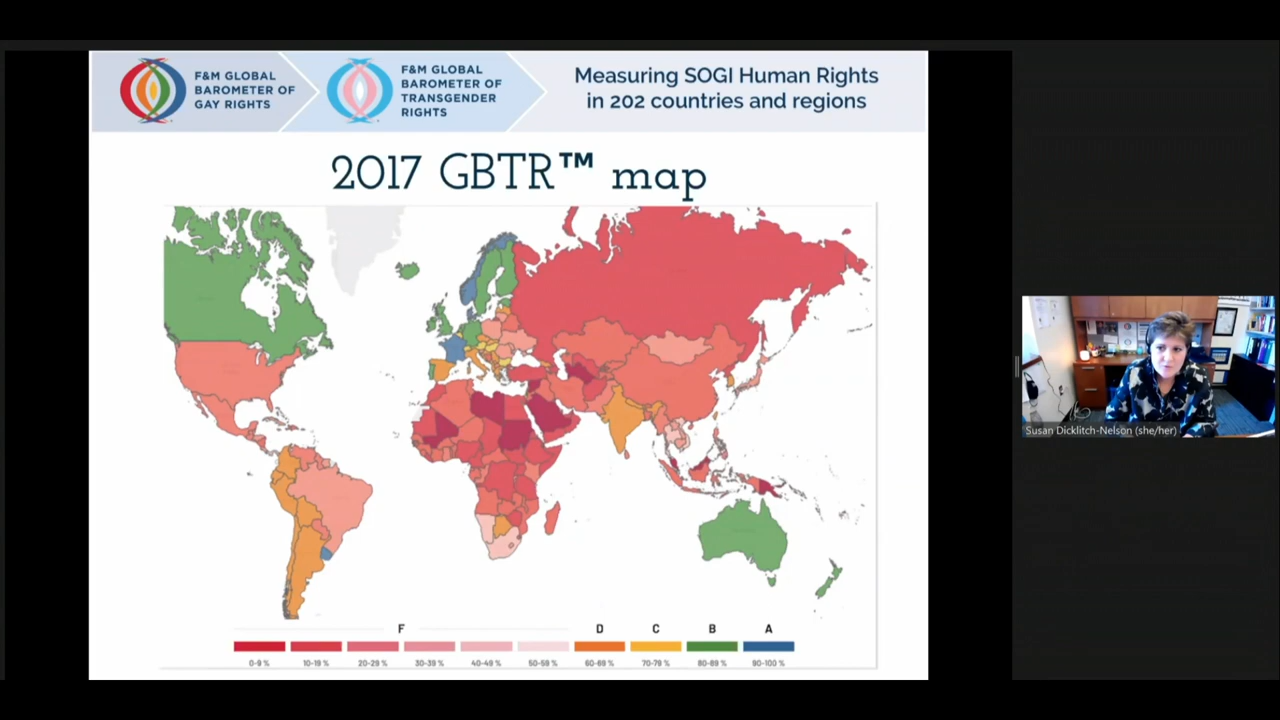 F&M GLOBAL
BAROMETER OF
GAY RIGHTS
F&M GLOBAL
BAROMETER OF
TRANSGENDER
RIGHTS
Measuring SOGI Human Rights
in 202 countries and regions
2017 GBTR™ map
F D C B A
0-9 % 10-19 % 20-29 % 30-39 % 40-49 % 50-59 % 60-69 % 70-79 % 80-89 % 90-100 %
Susan Dicklitch-Nelson (she/her)